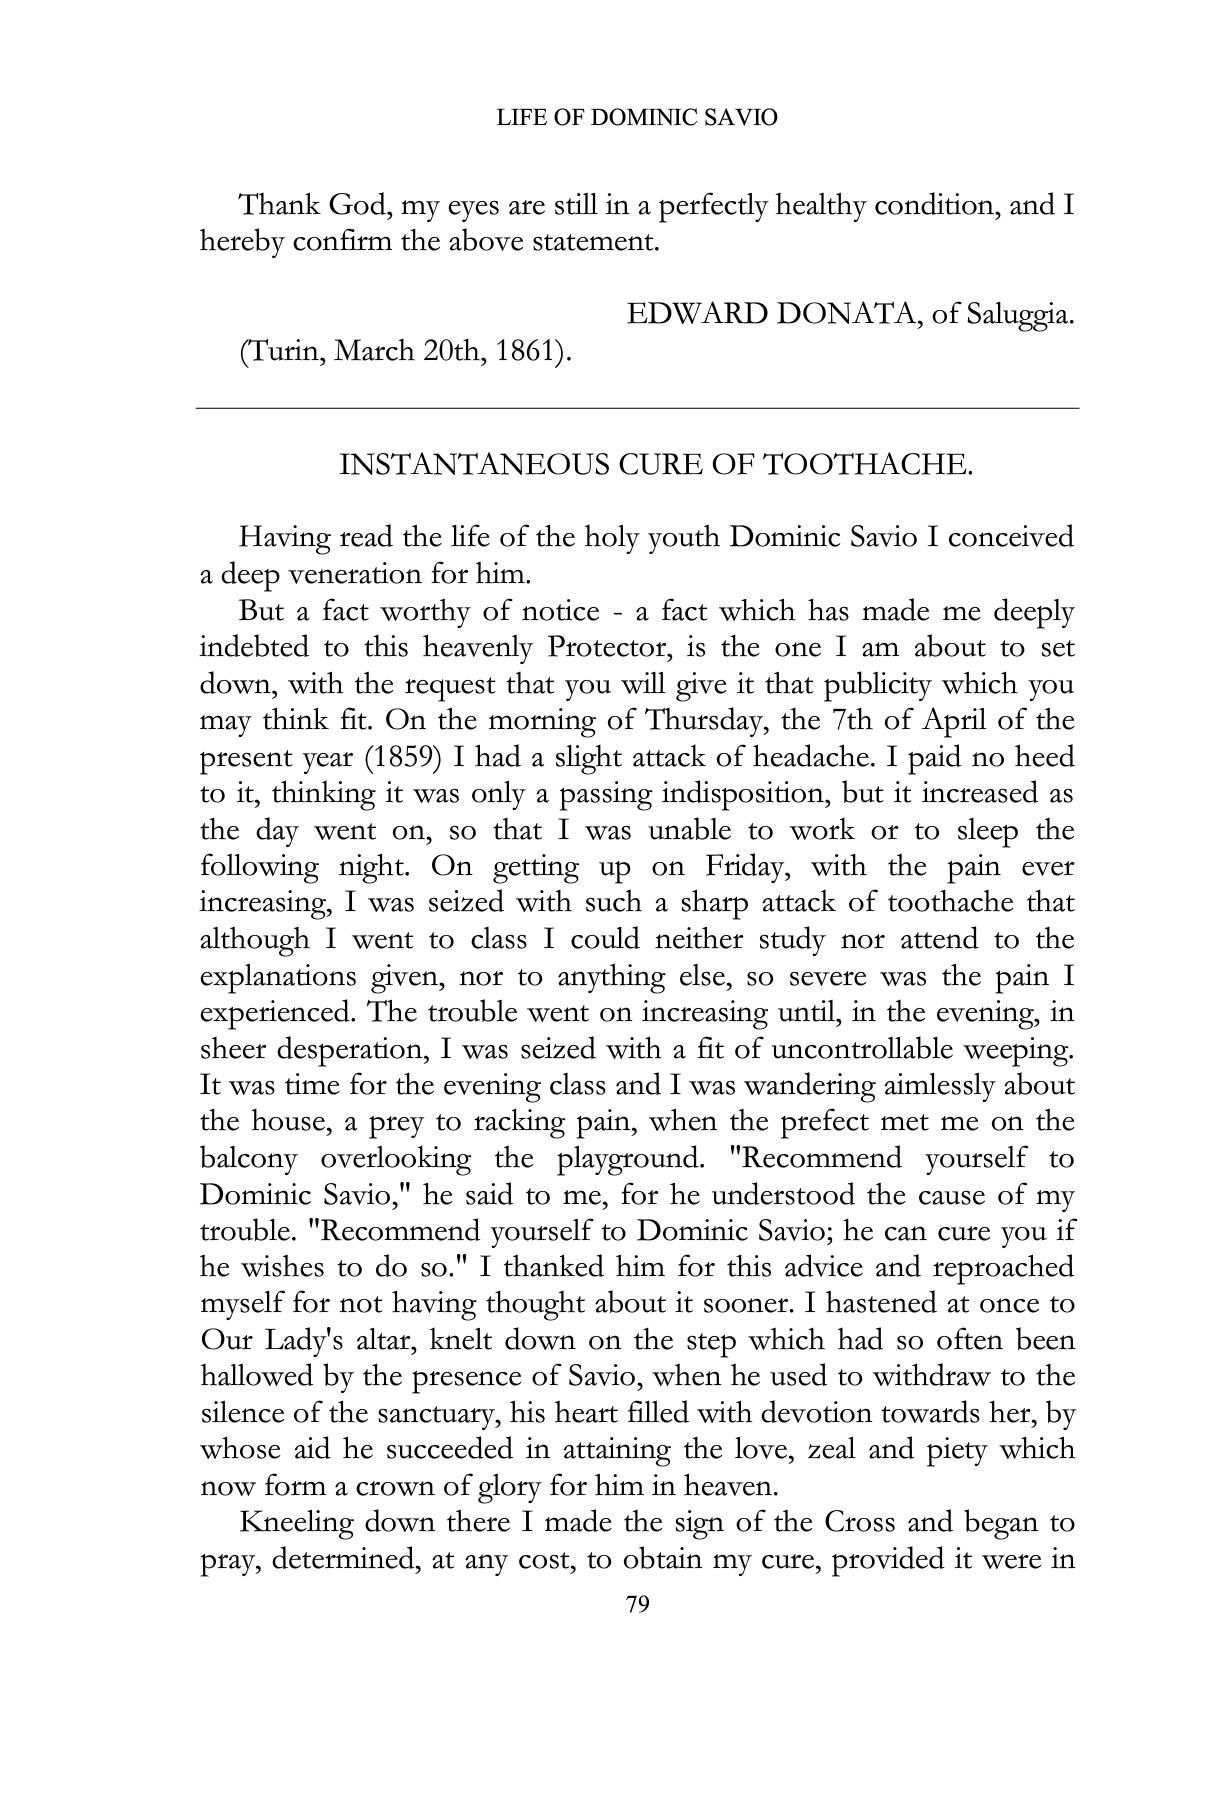 LIFE OF DOMINIC SAVIO
Thank God, my eyes are still in a perfectly healthy condition, and I
hereby confirm the above statement.
EDWARD DONATA, of Saluggia.
(Turin, March 20th, 1861).
INSTANTANEOUS CURE OF TOOTHACHE.
Having read the life of the holy youth Dominic Savio I conceived
a deep veneration for him.
But a fact worthy of notice - a fact which has made me deeply
indebted to this heavenly Protector, is the one I am about to set
down, with the request that you will give it that publicity which you
may think fit. On the morning of Thursday, the 7th of April of the
present year (1859) I had a slight attack of headache. I paid no heed
to it, thinking it was only a passing indisposition, but it increased as
the day went on, so that I was unable to work or to sleep the
following night. On getting up on Friday, with the pain ever
increasing, I was seized with such a sharp attack of toothache that
although I went to class I could neither study nor attend to the
explanations given, nor to anything else, so severe was the pain I
experienced. The trouble went on increasing until, in the evening, in
sheer desperation, I was seized with a fit of uncontrollable weeping.
It was time for the evening class and I was wandering aimlessly about
the house, a prey to racking pain, when the prefect met me on the
balcony overlooking the playground. "Recommend yourself to
Dominic Savio," he said to me, for he understood the cause of my
trouble. "Recommend yourself to Dominic Savio; he can cure you if
he wishes to do so." I thanked him for this advice and reproached
myself for not having thought about it sooner. I hastened at once to
Our Lady's altar, knelt down on the step which had so often been
hallowed by the presence of Savio, when he used to withdraw to the
silence of the sanctuary, his heart filled with devotion towards her, by
whose aid he succeeded in attaining the love, zeal and piety which
now form a crown of glory for him in heaven.
Kneeling down there I made the sign of the Cross and began to
pray, determined, at any cost, to obtain my cure, provided it were in
79